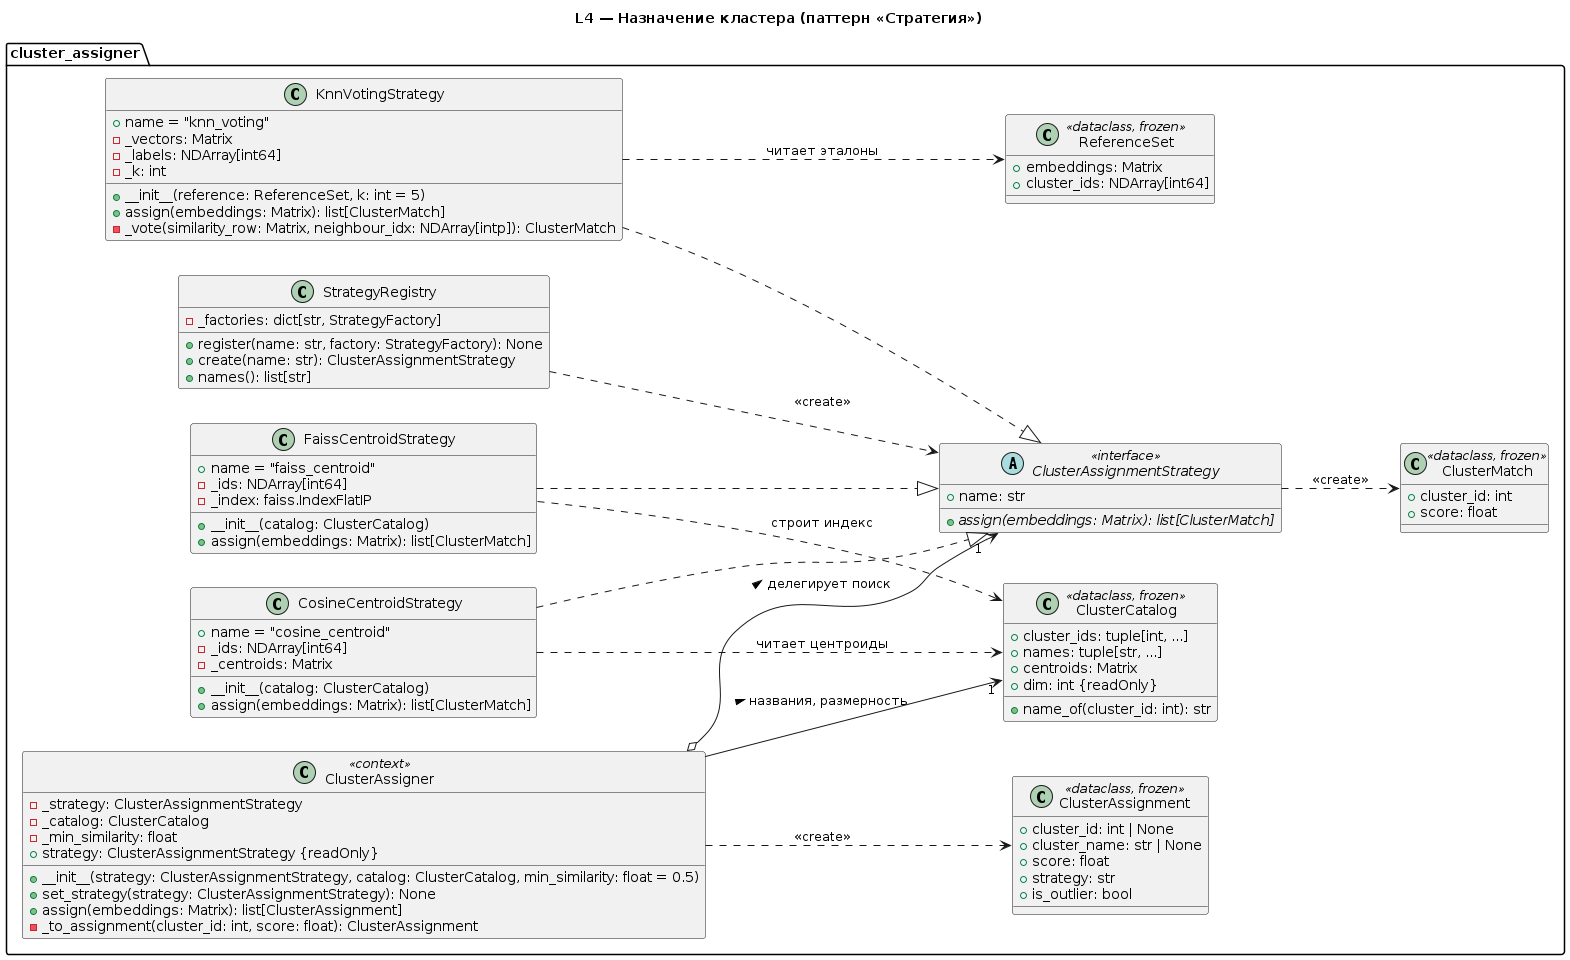 L4 — Назначение кластера (паттерн «Стратегия»)
cluster_assigner
KnnVotingStrategy
name = "knn_voting"
_vectors: Matrix
_labels: NDArray[int64]
_k: int
__init__(reference: ReferenceSet, k: int = 5)
assign(embeddings: Matrix): list[ClusterMatch]
_vote(similarity_row: Matrix, neighbour_idx: NDArray[intp]): ClusterMatch
читает эталоны
«dataclass, frozen»
ReferenceSet
embeddings: Matrix
cluster_ids: NDArray[int64]
StrategyRegistry
_factories: dict[str, StrategyFactory]
register(name: str, factory: StrategyFactory): None
create(name: str): ClusterAssignmentStrategy
names(): list[str]
«create»
FaissCentroidStrategy
name = "faiss_centroid"
_ids: NDArray[int64]
_index: faiss.IndexFlatIP
__init__(catalog: ClusterCatalog)
assign(embeddings: Matrix): list[ClusterMatch]
строит индекс
«interface»
ClusterAssignmentStrategy
name: str
assign(embeddings: Matrix): list[ClusterMatch]
1
«create»
«dataclass, frozen»
ClusterMatch
cluster_id: int
score: float
CosineCentroidStrategy
name = "cosine_centroid"
_ids: NDArray[int64]
_centroids: Matrix
__init__(catalog: ClusterCatalog)
assign(embeddings: Matrix): list[ClusterMatch]
делегирует поиск
читает центроиды
названия, размерность
1
«dataclass, frozen»
ClusterCatalog
cluster_ids: tuple[int, ...]
names: tuple[str, ...]
centroids: Matrix
dim: int {readOnly}
name_of(cluster_id: int): str
«context»
ClusterAssigner
_strategy: ClusterAssignmentStrategy
_catalog: ClusterCatalog
_min_similarity: float
strategy: ClusterAssignmentStrategy {readOnly}
__init__(strategy: ClusterAssignmentStrategy, catalog: ClusterCatalog, min_similarity: float = 0.5)
set_strategy(strategy: ClusterAssignmentStrategy): None
assign(embeddings: Matrix): list[ClusterAssignment]
_to_assignment(cluster_id: int, score: float): ClusterAssignment
«create»
«dataclass, frozen»
ClusterAssignment
cluster_id: int | None
cluster_name: str | None
score: float
strategy: str
is_outlier: bool